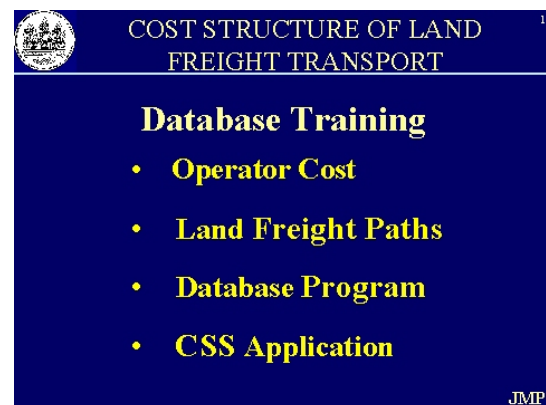 COST STRUCTURE OF LAND
FREIGHT TRANSPORT
1
Database Training
• Operator Cost
• Land Freight Paths
• Database Program
• CSS Application
JMP